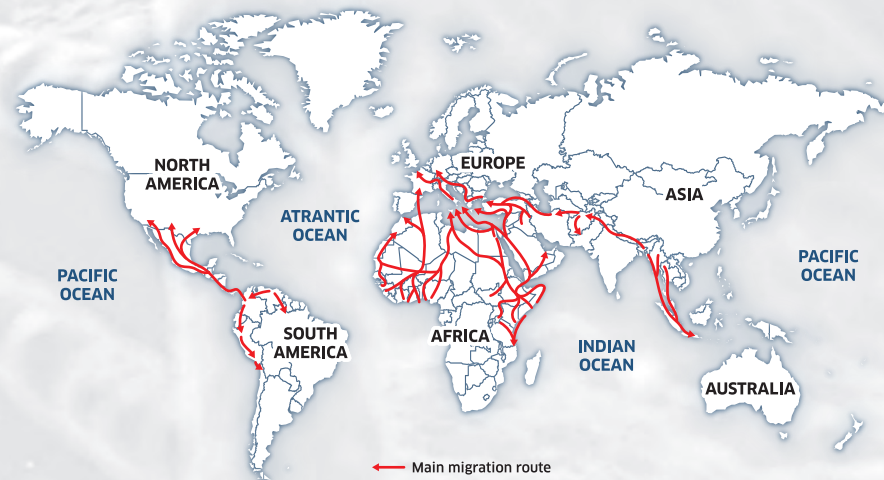 NORTH
AMERICA
EUROPE
ASIA
ATRANTIC
OCEAN
PACIFIC
OCEAN
PACIFIC
OCEAN
SOUTH
AMERICA
AFRICA
INDIAN
OCEAN
AUSTRALIA
Main migration route